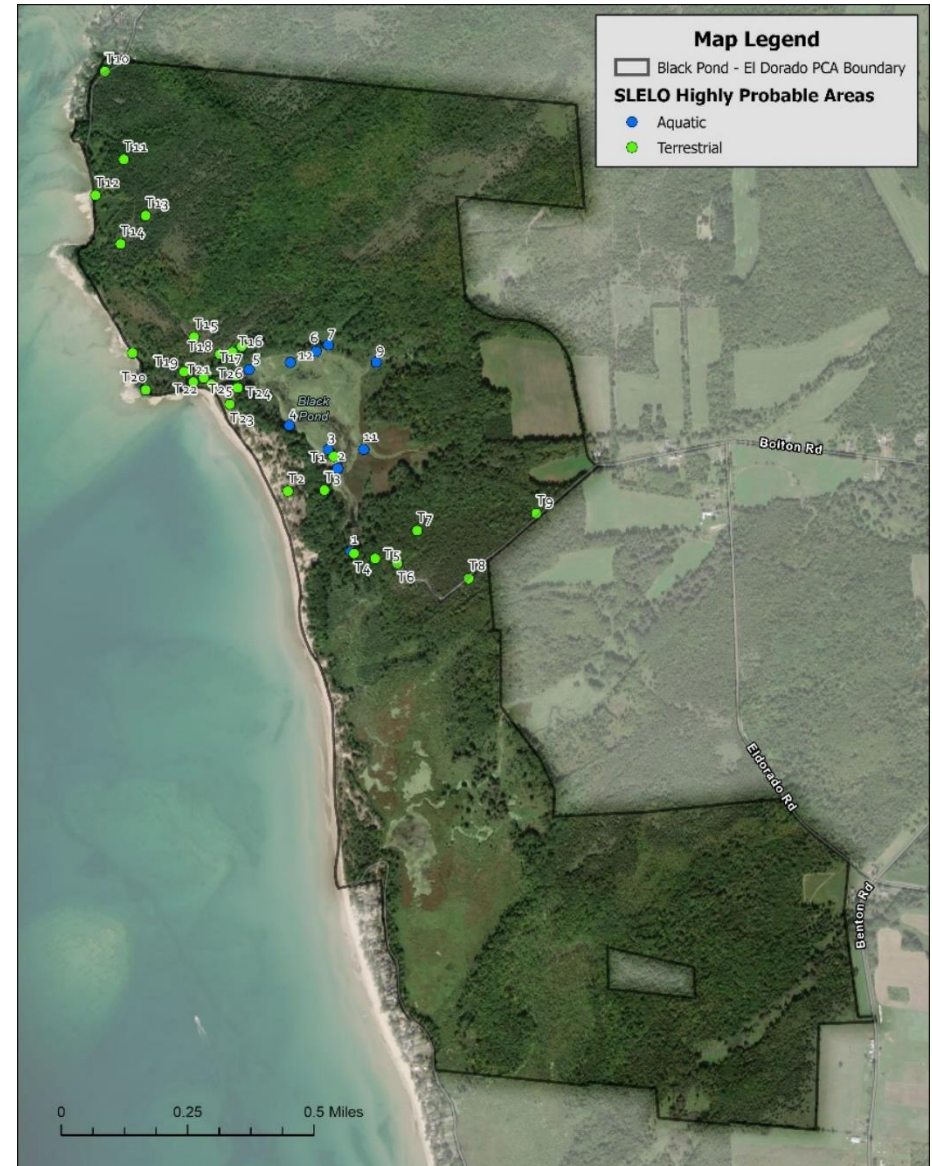 Map Legend
Black Pond - El Dorado PCA Boundary
SLELO Highly Probable Areas
Aquatic
Terrestrial
T10
T11
T12
T13
T14
T15
T16
T18
T17
6
7
12
9
5
T19
T21
T26
T20
T22
T25
T24
T23
Black
Pond
4
3
11
T1
2
T2
T3
Bolton Rd
T9
T7
1
T5
T4
T6
T8
Eldorado Rd
Benton Rd
0 0.25 0.5 Miles